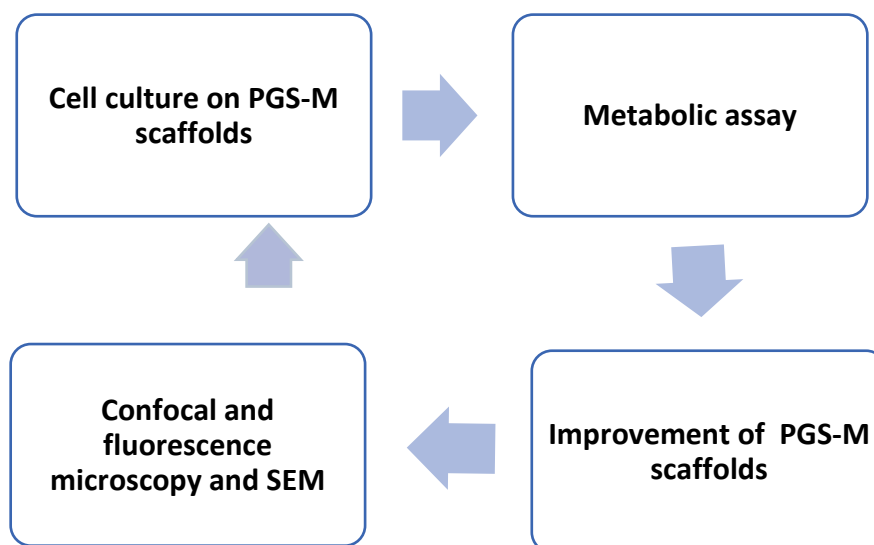 Cell culture on PGS-M
scaffolds
Metabolic assay
Confocal and
fluorescence
microscopy and SEM
Improvement of PGS-M
scaffolds